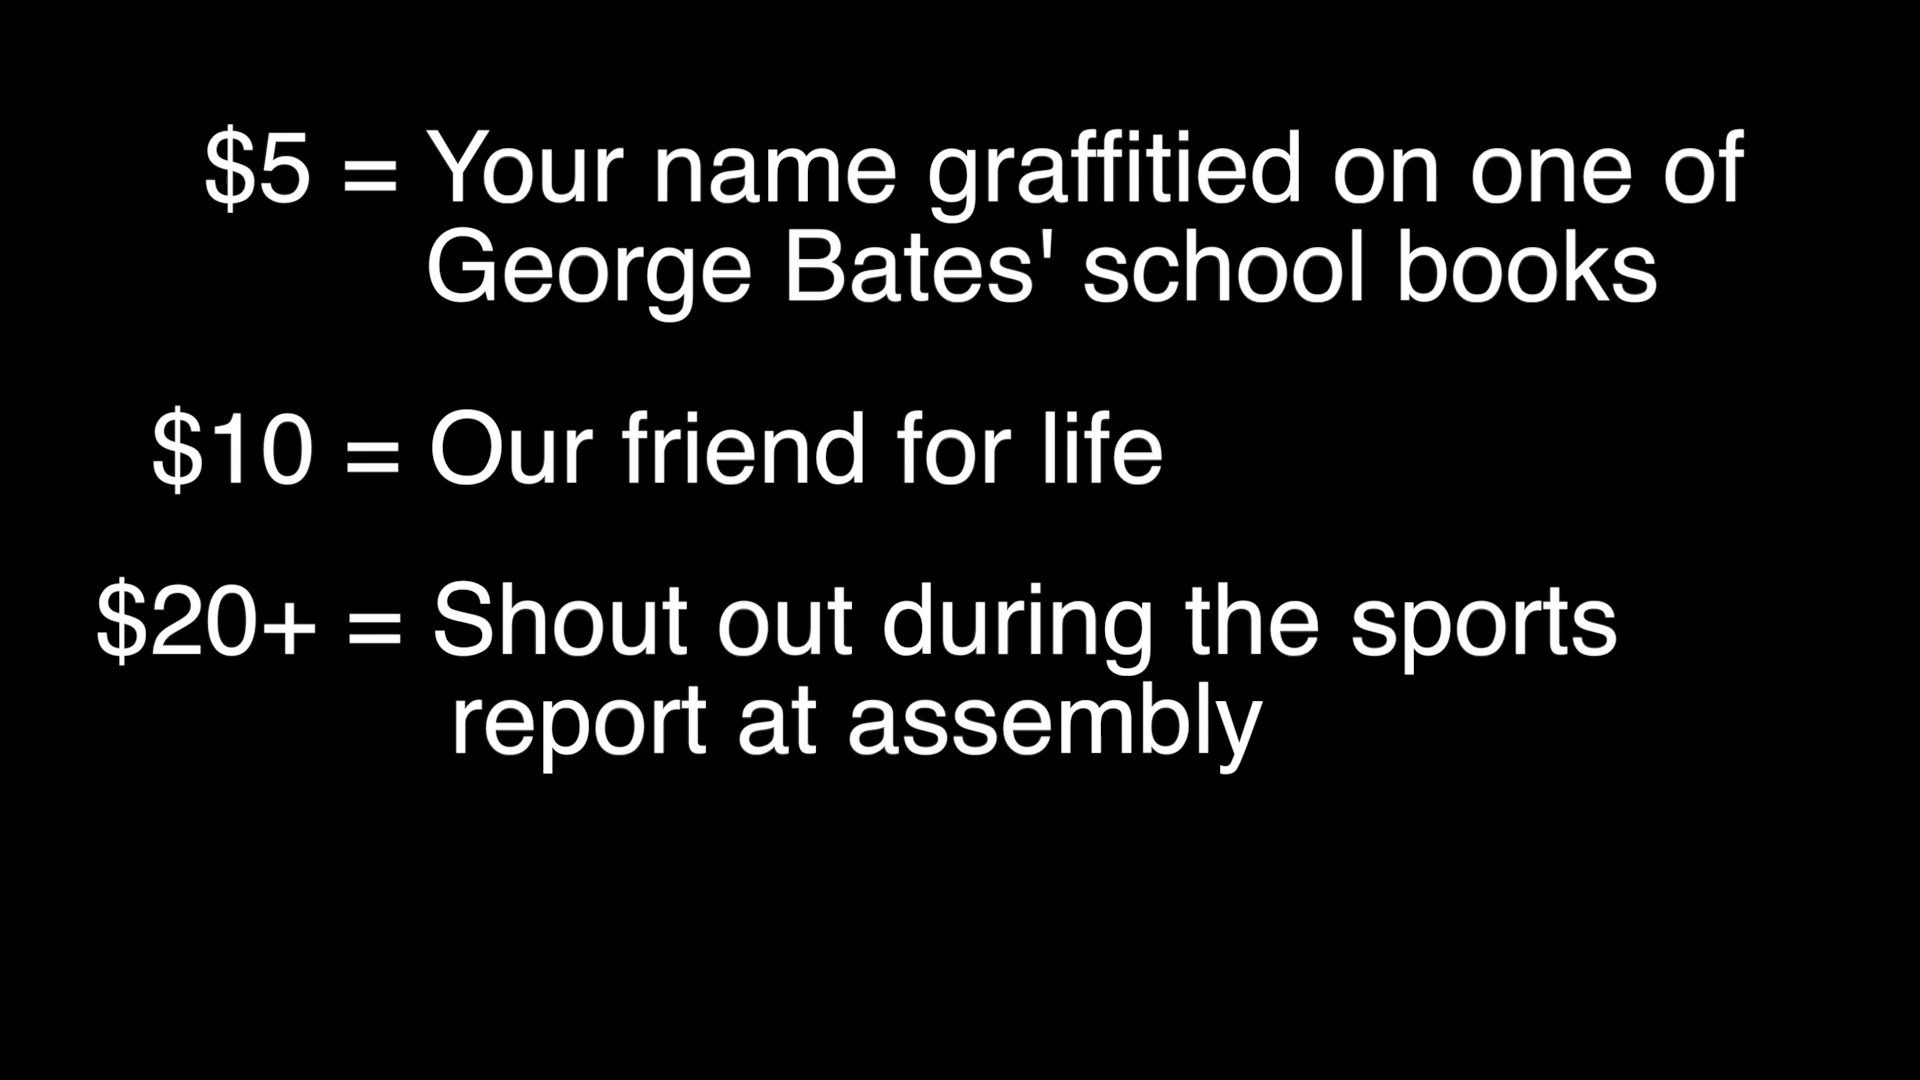 $5 = Your name graffitied on one of
George Bates' school books
$10 = Our friend for life
$20+ = Shout out during the sports
report at assembly